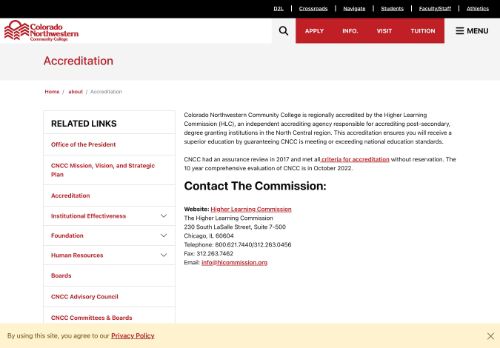 D2L Crossroads Navigate Students Faculty/Staff Athletics
Colorado
Northwestern
Community College
APPLY INFO. VISIT TUITION MENU
Accreditation
Home / about / Accreditation
RELATED LINKS
Office of the President
CNCC Mission, Vision, and Strategic
Plan
Accreditation
Institutional Effectiveness
Foundation
Human Resources
Boards
CNCC Advisory Council
CNCC Committees & Boards
Colorado Northwestern Community College is regionally accredited by the Higher Learning
Commission (HLC), an independent accrediting agency responsible for accrediting post-secondary,
degree granting institutions in the North Central region. This accreditation ensures you will receive a
superior education by guaranteeing CNCC is meeting or exceeding national education standards.
CNCC had an assurance review in 2017 and met all criteria for accreditation without reservation. The
10 year comprehensive evaluation of CNCC is in October 2022.
Contact The Commission:
Website: Higher Learning Commission
The Higher Learning Commission
230 South LaSalle Street, Suite 7-500
Chicago, IL 60604
Telephone: 800.621.7440/312.263.0456
Fax: 312.263.7462
Email: info@hlcommission.org
By using this site, you agree to our Privacy Policy